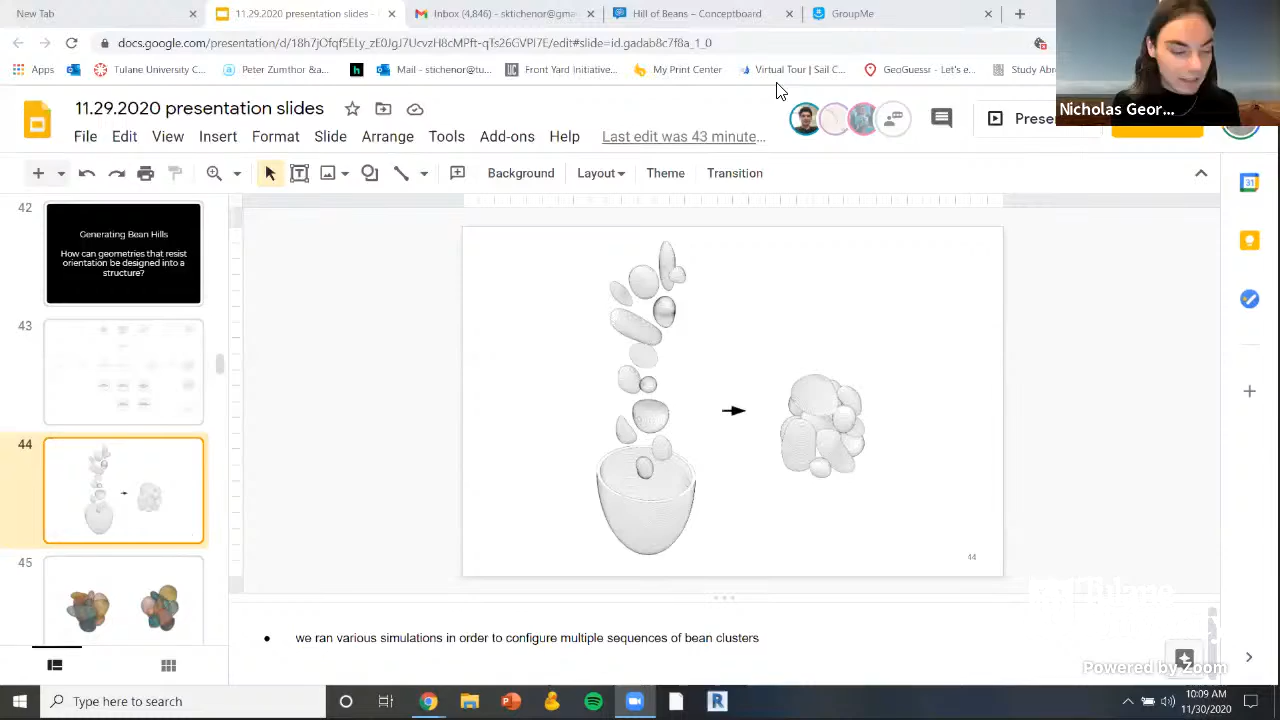 New Tab
11.29.2020 presentation slides -
Inbox (4,846) - sktichenor@gma
Hill of Beans – Conceptboard
GroupMe
docs.google.com/presentation/d/18h7jOfqf5ELy_zE0JgJ7UcvzH8cMPft-sTs26GVPi7E/edit#slide=id.gadab8c7f8a_1_0
Apps
Tulane University...
Peter Zumthor &a...
h
Mail - stichenor@tu...
Front Yard Initiative...
My Print Center
Virtual Tour | Sail C...
GeoGuessr - Let's e...
Study Abro
Nicholas Geor...
11.29.2020 presentation slides
File Edit View Insert Format Slide Arrange Tools Add-ons Help Last edit was 43 minute...
Background Layout Theme Transition
31
42
Generating Bean Hills
How can geometries that resist
orientation be designed into a
structure?
43
44
45
44
we ran various simulations in order to configure multiple sequences of bean clusters
Tulane
Powered by Zoom
Type here to search
R
10:09 AM
11/30/2020